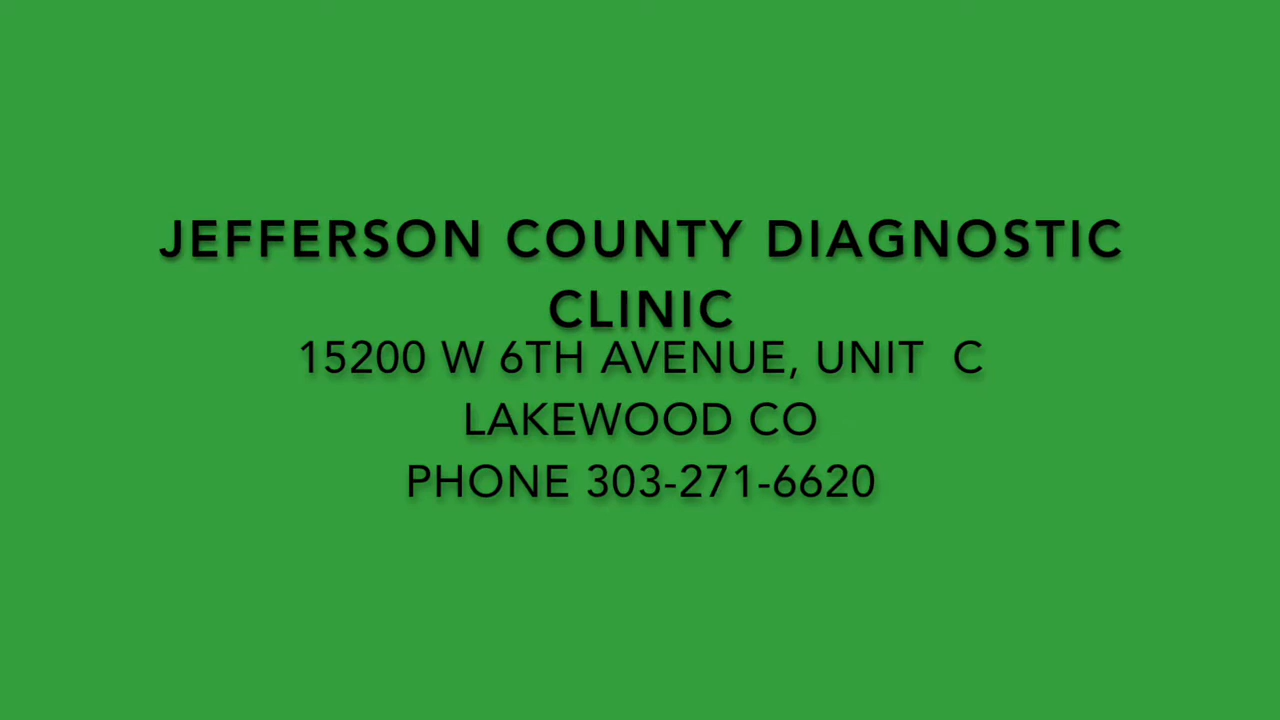 JEFFERSON COUNTY DIAGNOSTIC
CLINIC
15200 W 6TH AVENUE, UNIT  C
LAKEWOOD CO
PHONE 303-271-6620